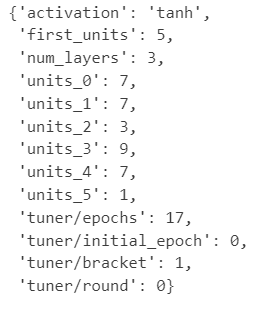 {'activation': 'tanh',
'first_units': 5,
'num_layers': 3,
'units_0': 7,
'units_1': 7,
'units_2': 3,
'units_3': 9,
'units_4': 7,
'units_5': 1,
'tuner/epochs': 17,
'tuner/initial_epoch': 0,
'tuner/bracket': 1,
'tuner/round': 0}